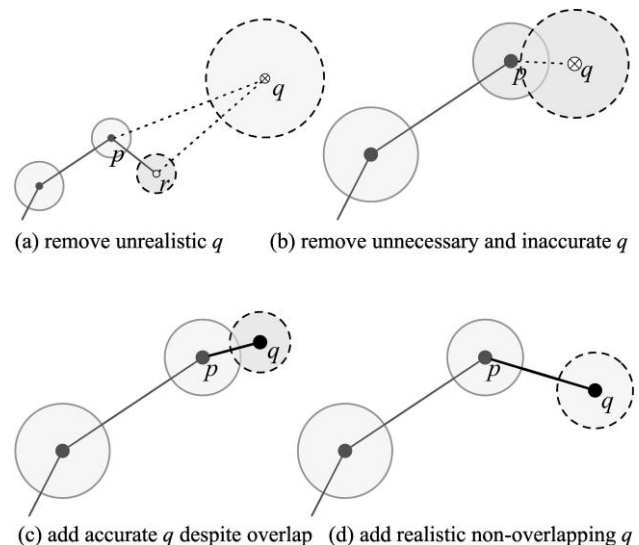 q
p
r
(a) remove unrealistic q
p
q
(b) remove unnecessary and inaccurate q
p
q
(c) add accurate q despite overlap
p
q
(d) add realistic non-overlapping q